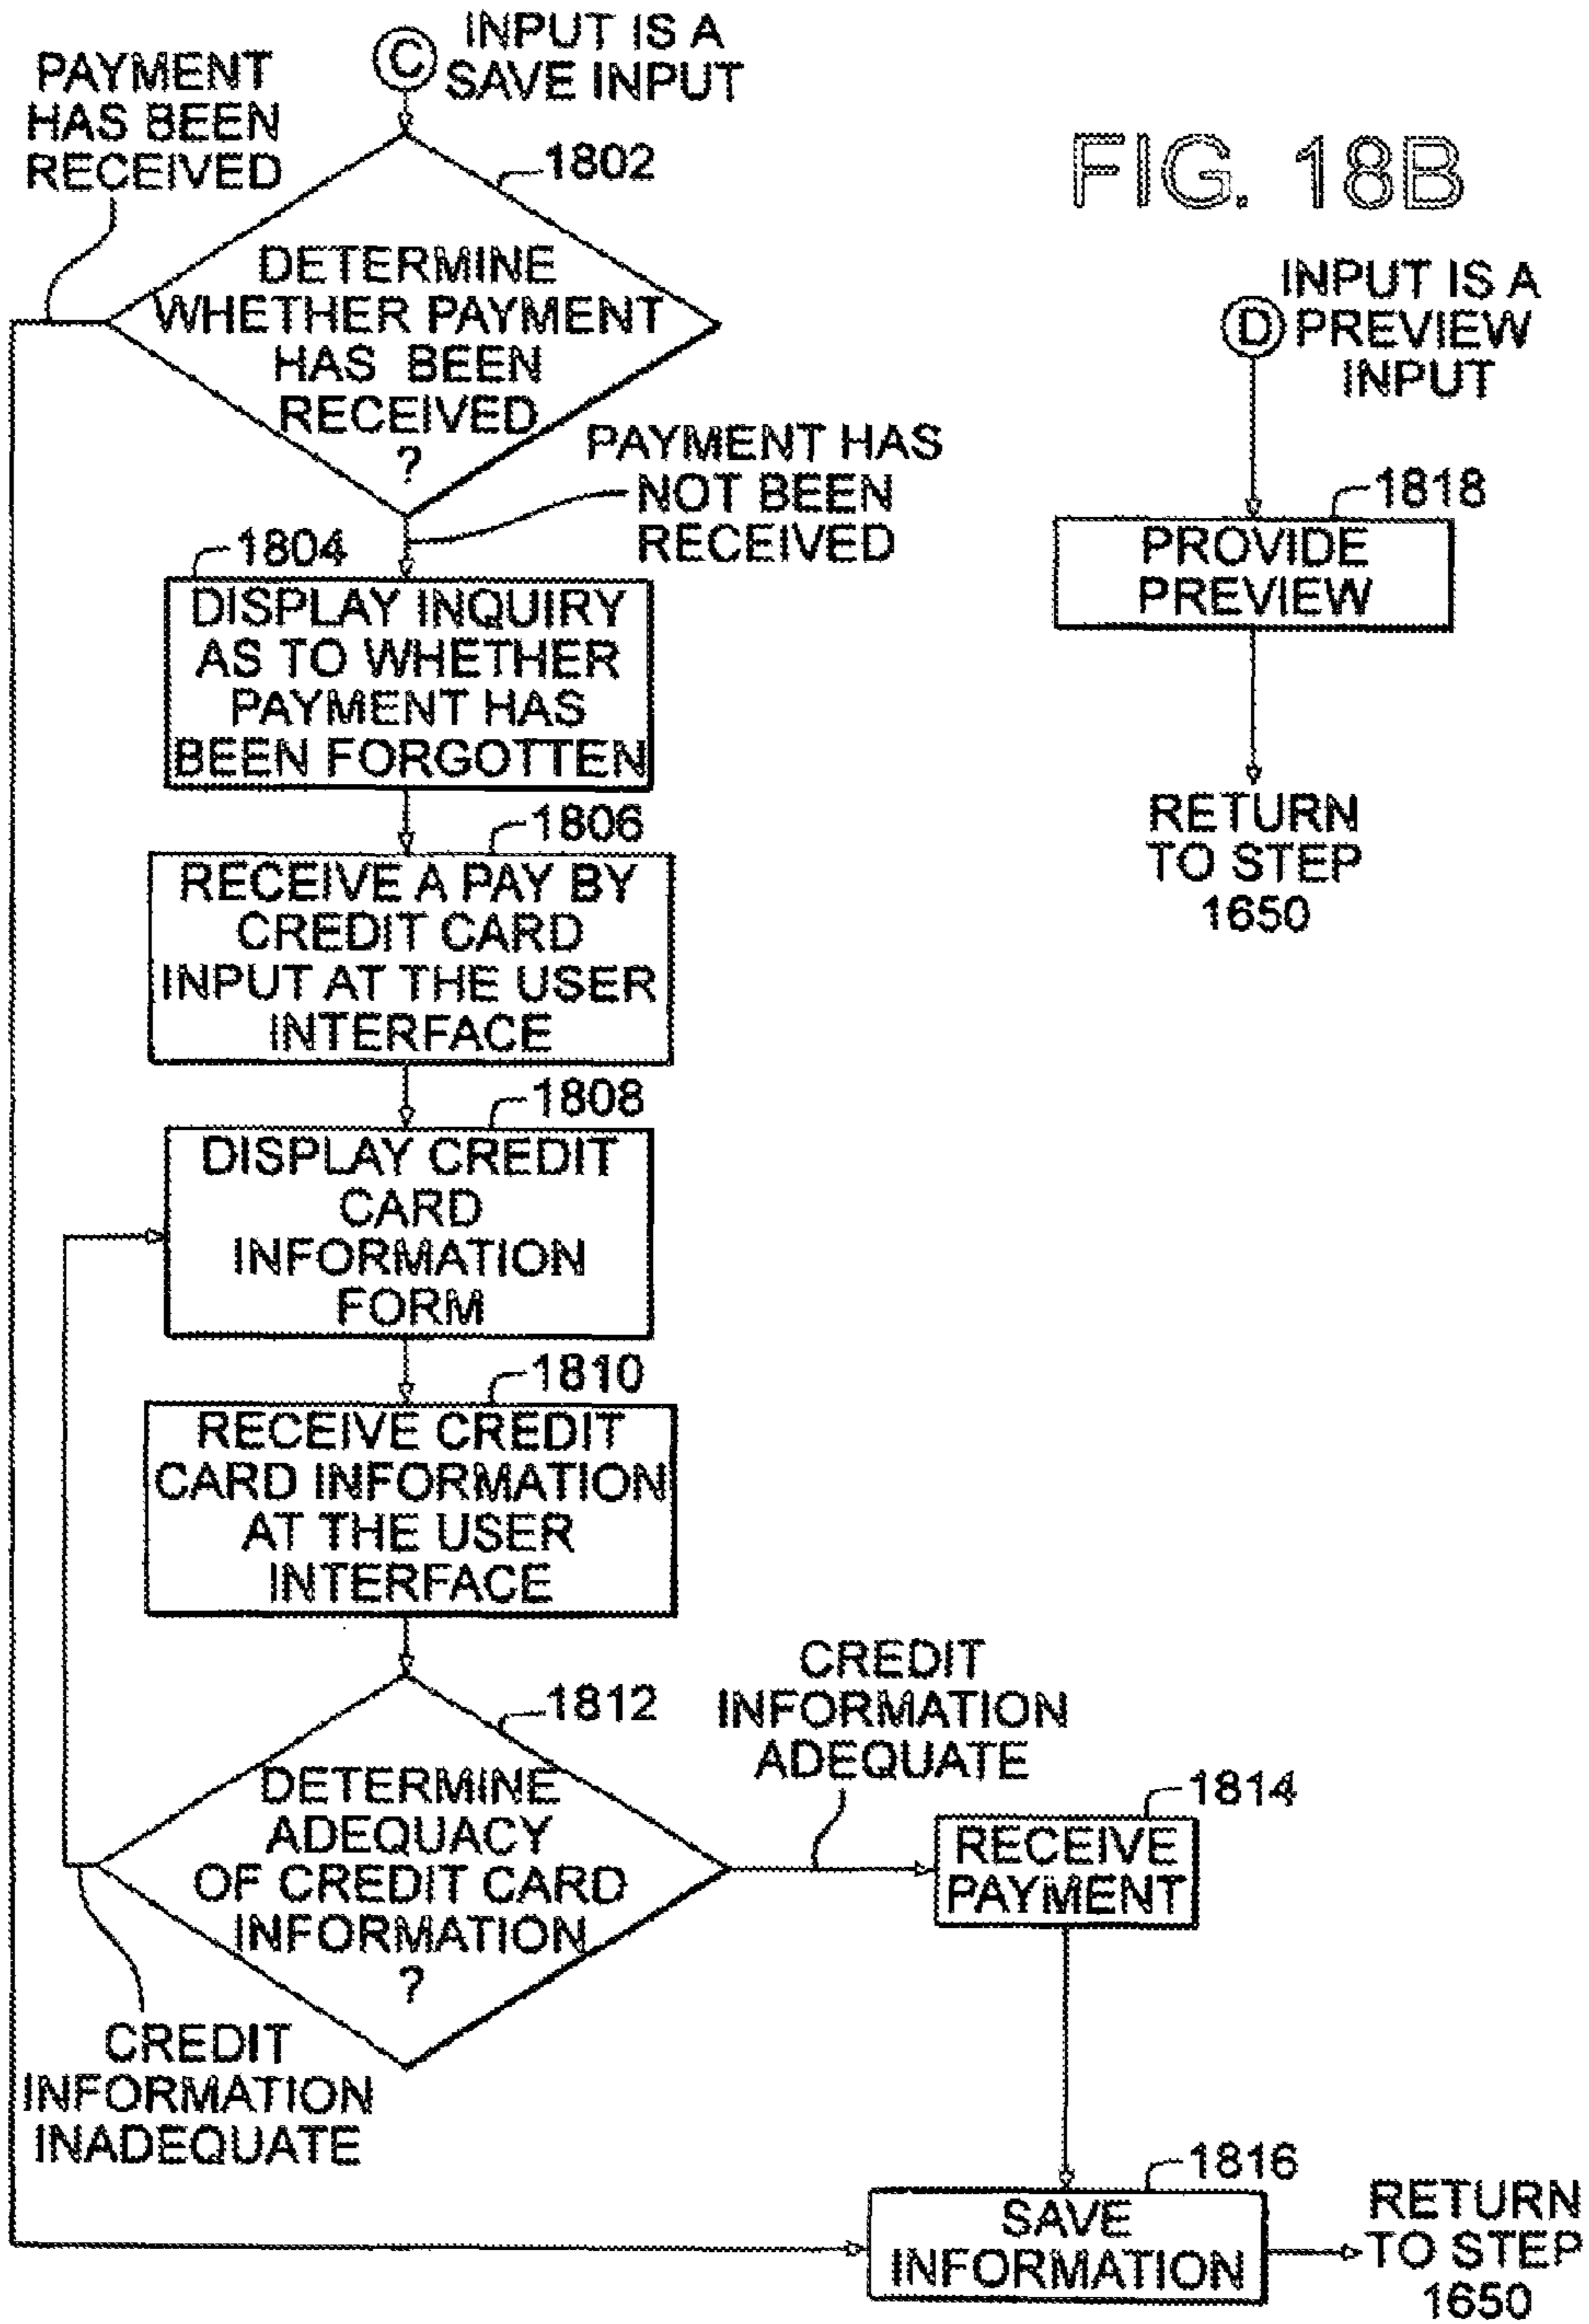 PAYMENT
HAS BEEN
RECEIVED
C
INPUT IS A
SAVE INPUT
1802
DETERMINE
WHETHER PAYMENT
HAS BEEN
RECEIVED
?
PAYMENT HAS
NOT BEEN
RECEIVED
1804
DISPLAY INQUIRY
AS TO WHETHER
PAYMENT HAS
BEEN FORGOTTEN
1806
RECEIVE A PAY BY
CREDIT CARD
INPUT AT THE USER
INTERFACE
1808
DISPLAY CREDIT
CARD
INFORMATION
FORM
1810
RECEIVE CREDIT
CARD INFORMATION
AT THE USER
INTERFACE
1812
DETERMINE
ADEQUACY
OF CREDIT CARD
INFORMATION
?
CREDIT
INFORMATION
INADEQUATE
CREDIT
INFORMATION
ADEQUATE
1814
RECEIVE
PAYMENT
1816
SAVE
INFORMATION
RETURN
TO STEP
1650
FIG. 18B
D
INPUT IS A
PREVIEW
INPUT
1818
PROVIDE
PREVIEW
RETURN
TO STEP
1650